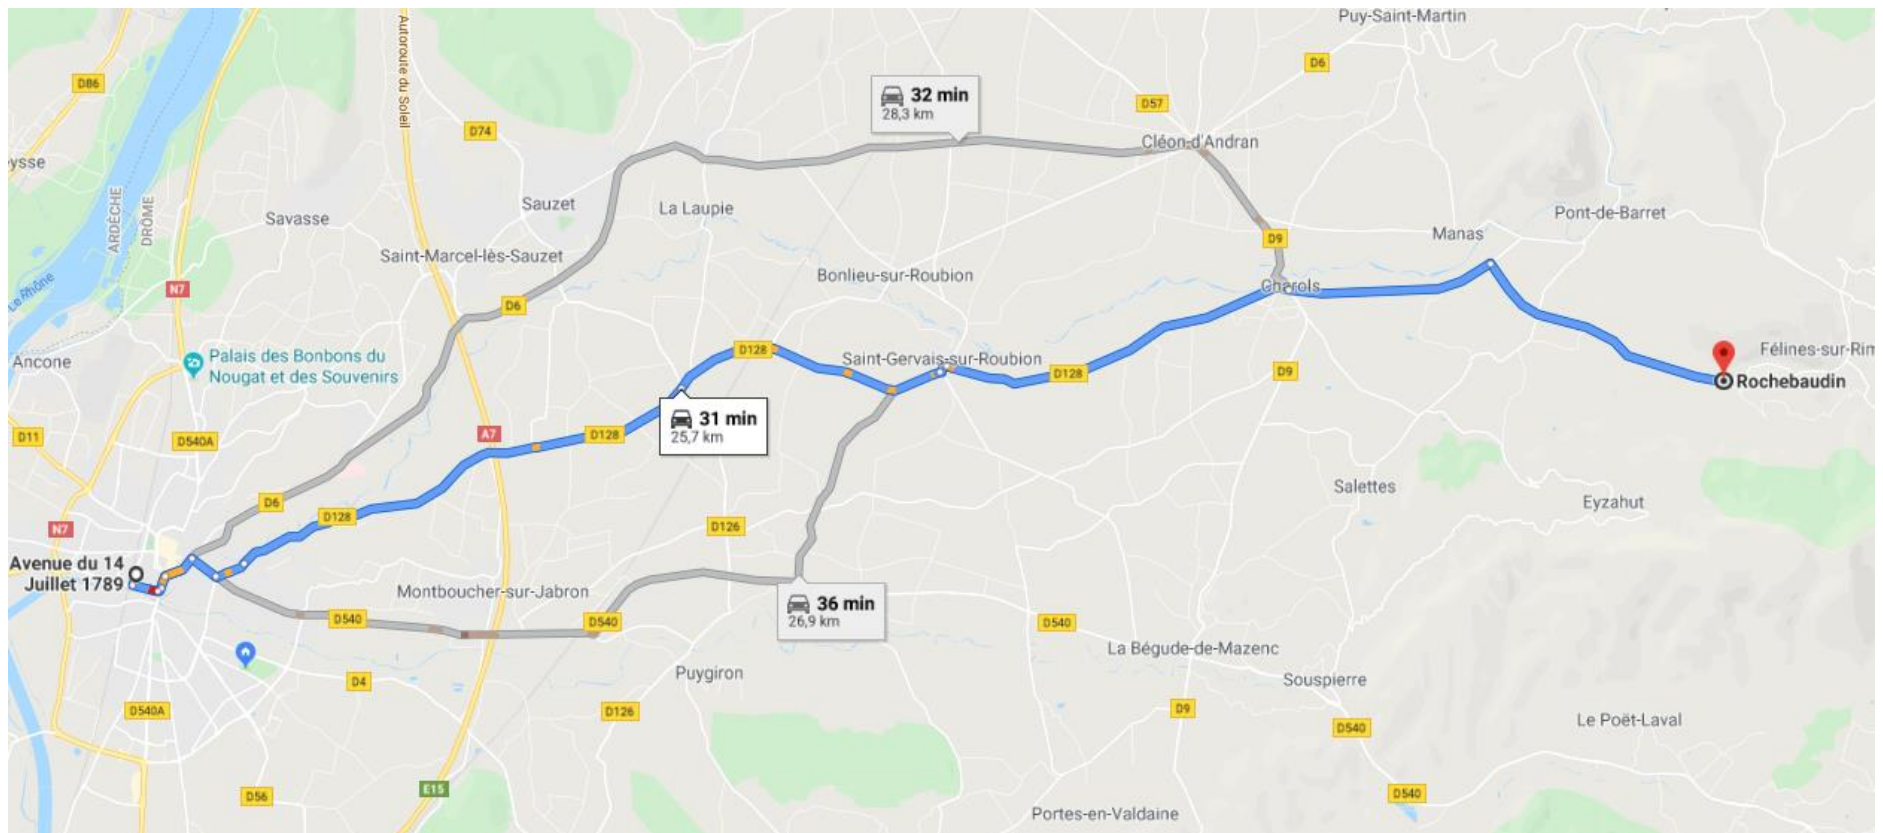 Puy-Saint-Martin
D6
D86
Autoroute du Soleil
32 min
28,3 km
D57
D74
Cléon-d'Andran
eysse
ARDÈCHE
DRÔME
Savasse
Sauzet
La Laupie
Pont-de-Barret
Manas
D9
Saint-Marcel-lès-Sauzet
Bonlieu-sur-Roubion
Le Rhône
N7
Charols
D6
Ancone
Palais des Bonbons du
Nougat et des Souvenirs
D128
Saint-Gervais-sur-Roubion
D128
D9
Félines-sur-Rim
Rochebaudin
D11
D540A
A7
D128
31 min
25,7 km
D6
D128
N7
D126
Salettes
Eyzahut
Avenue du 14
Juillet 1789
Montboucher-sur-Jabron
D540
D540
36 min
26,9 km
D540
La Bégude-de-Mazenc
Souspierre
Puygiron
D4
D540A
D126
D9
D540
Le Poët-Laval
E15
D56
D540
Portes-en-Valdaine